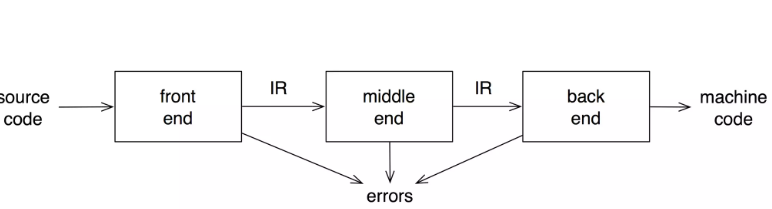 source
code
front
end
IR
middle
end
IR
back
end
machine
code
errors